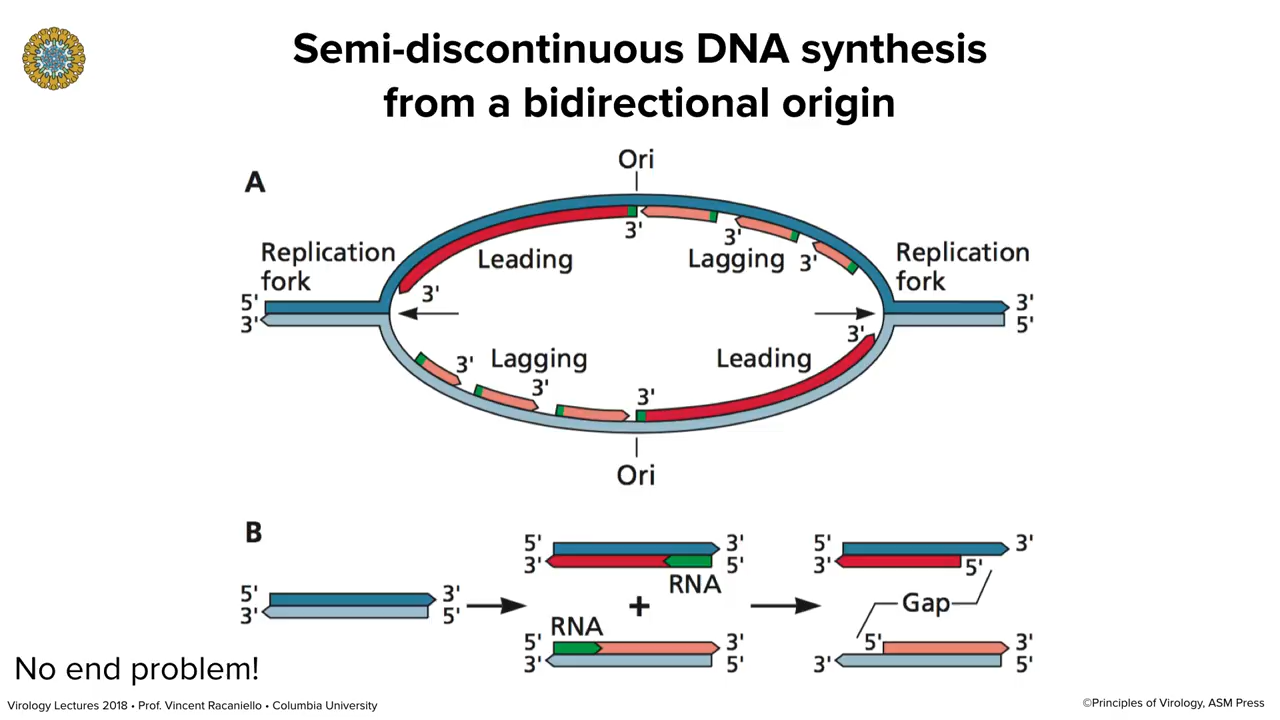 Semi-discontinuous DNA synthesis
from a bidirectional origin
A
Ori
3'
3'
3'
Leading
Lagging
Replication
fork
Replication
fork
3'
5'
3'
3'
5'
3'
3'
Lagging
Leading
3'
3'
3'
Ori
B
5'
3'
3'
5'
5'
3'
3'
5'
RNA
+
RNA
5'
3'
3'
5'
5'
3'
3'
5'
Gap
5'
3'
3'
5'
No end problem!
Virology Lectures 2018 • Prof. Vincent Racaniello • Columbia University
©Principles of Virology, ASM Press